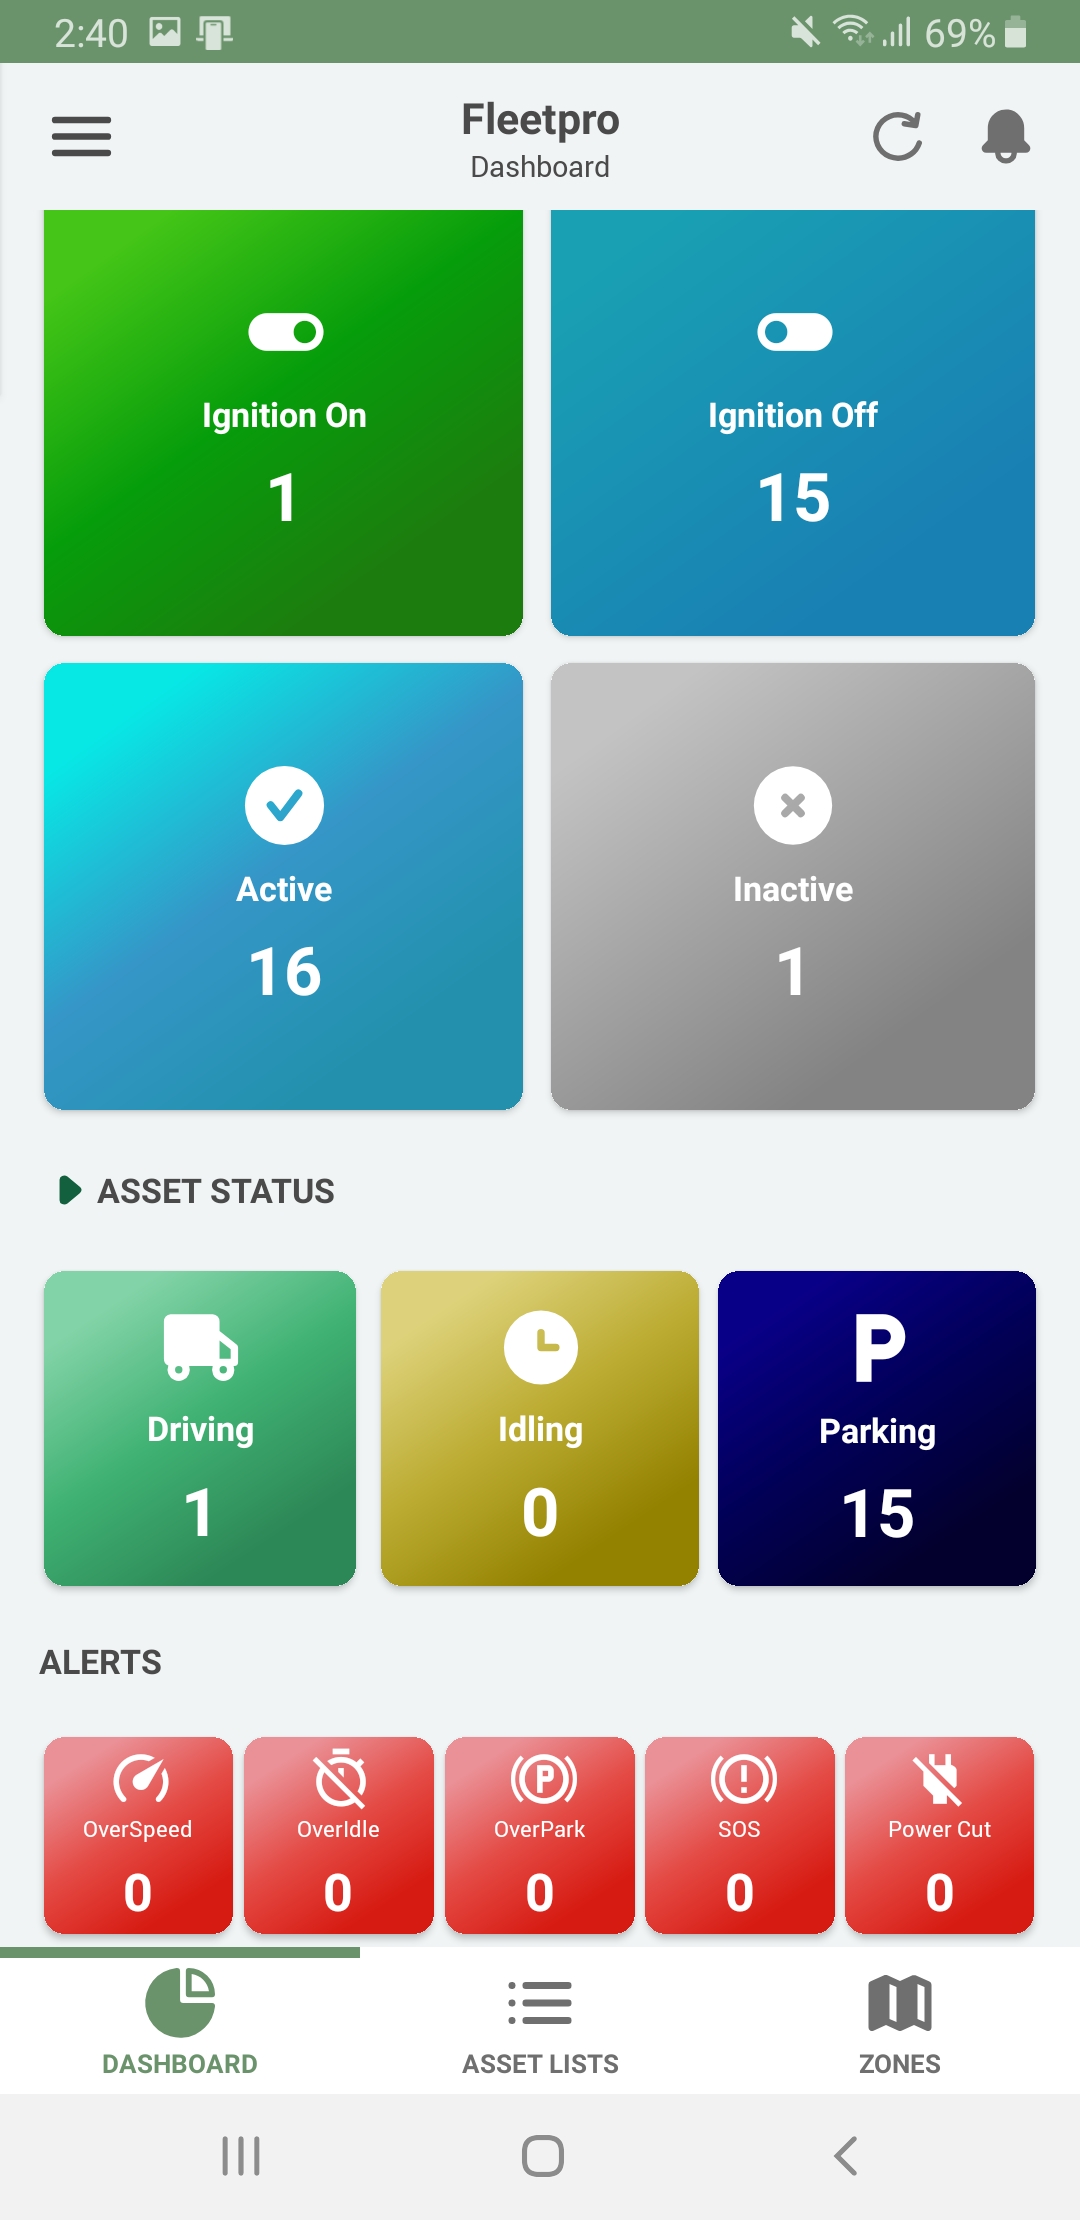 2:40
69%
Fleetpro
Dashboard
Ignition On
1
Ignition Off
15
Active
16
Inactive
1
ASSET STATUS
Driving
1
Idling
0
P
Parking
15
ALERTS
OverSpeed
0
OverIdle
0
P
OverPark
0
!
SOS
0
Power Cut
0
DASHBOARD
ASSET LISTS
ZONES